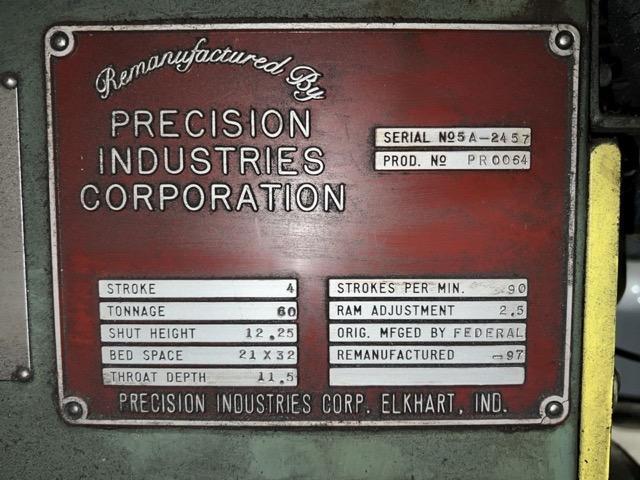 Remanufactured By
PRECISION
INDUSTRIES
CORPORATION
SERIAL Nº 5A-2457
PROD. Nº PR0064
STROKE 4
TONNAGE 60
SHUT HEIGHT 12.25
BED SPACE 21 X 32
THROAT DEPTH 11.5
STROKES PER MIN. 90
RAM ADJUSTMENT 2.5
ORIG. MFGED BY FEDERAL
REMANUFACTURED -97
PRECISION INDUSTRIES CORP. ELKHART, IND.